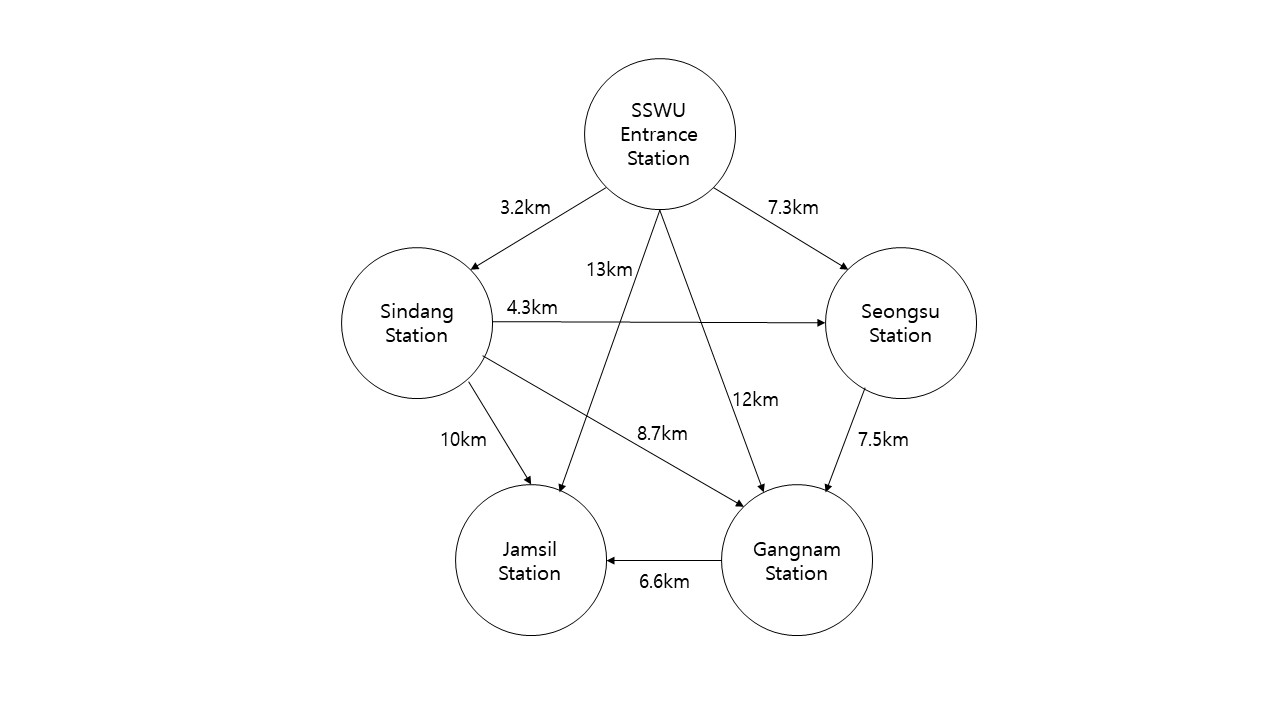 SSWU
Entrance
Station
3.2km
7.3km
13km
Sindang
Station
4.3km
Seongsu
Station
12km
10km
8.7km
7.5km
Jamsil
Station
Gangnam
Station
6.6km